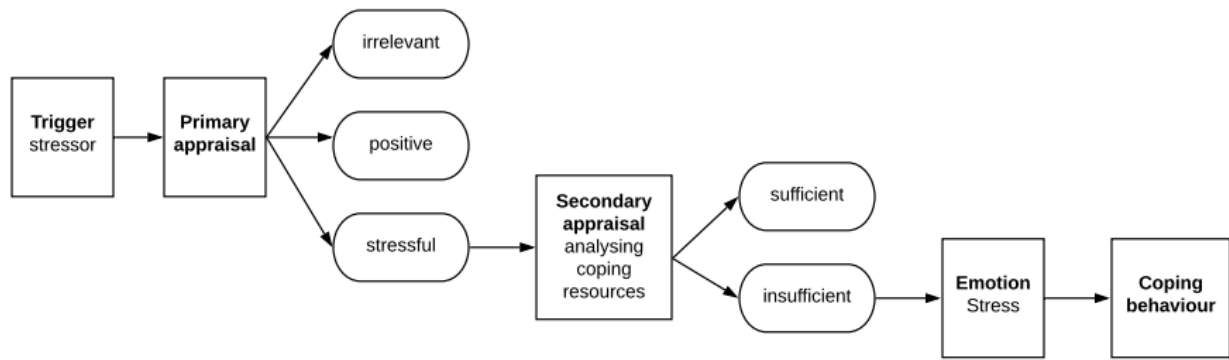 Trigger
stressor
Primary
appraisal
irrelevant
positive
stressful
Secondary
appraisal
analysing
coping
resources
sufficient
insufficient
Emotion
Stress
Coping
behaviour